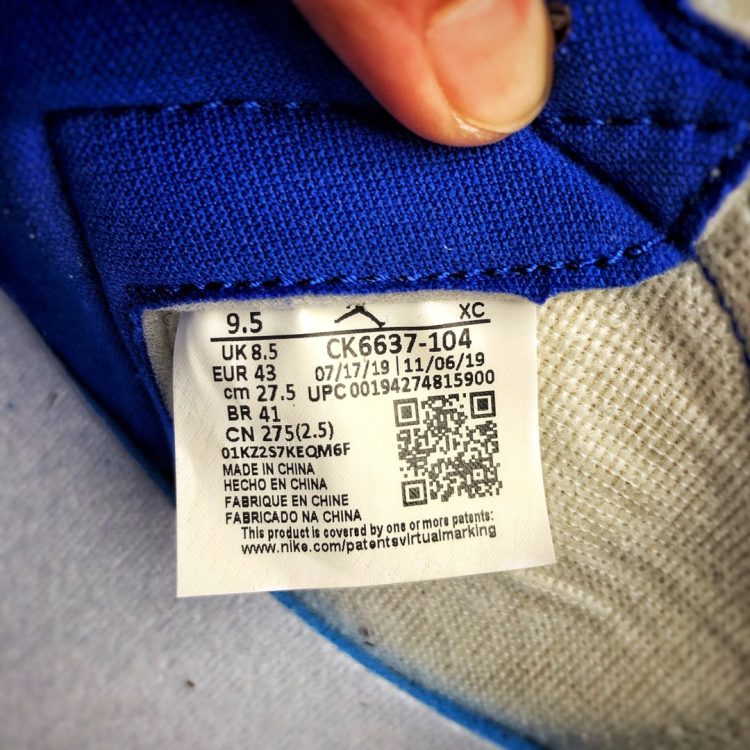 9.5 XC
UK 8.5 CK6637-104
EUR 43 07/17/19 | 11/06/19
cm 27.5 UPC 00194274815900
BR 41
CN 275(2.5)
01KZ2S7KEQM6F
MADE IN CHINA
HECHO EN CHINA
FABRIQUE EN CHINE
FABRICADO NA CHINA
This product is covered by one or more patents:
www.nike.com/patentsvirtualmarking